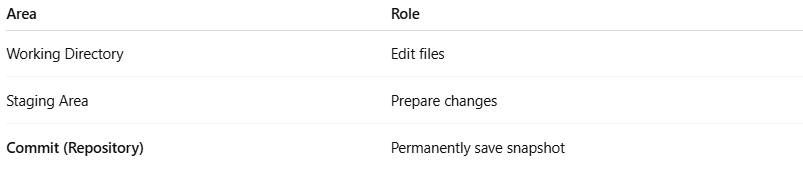 Area Role
Working Directory Edit files
Staging Area Prepare changes
Commit (Repository) Permanently save snapshot